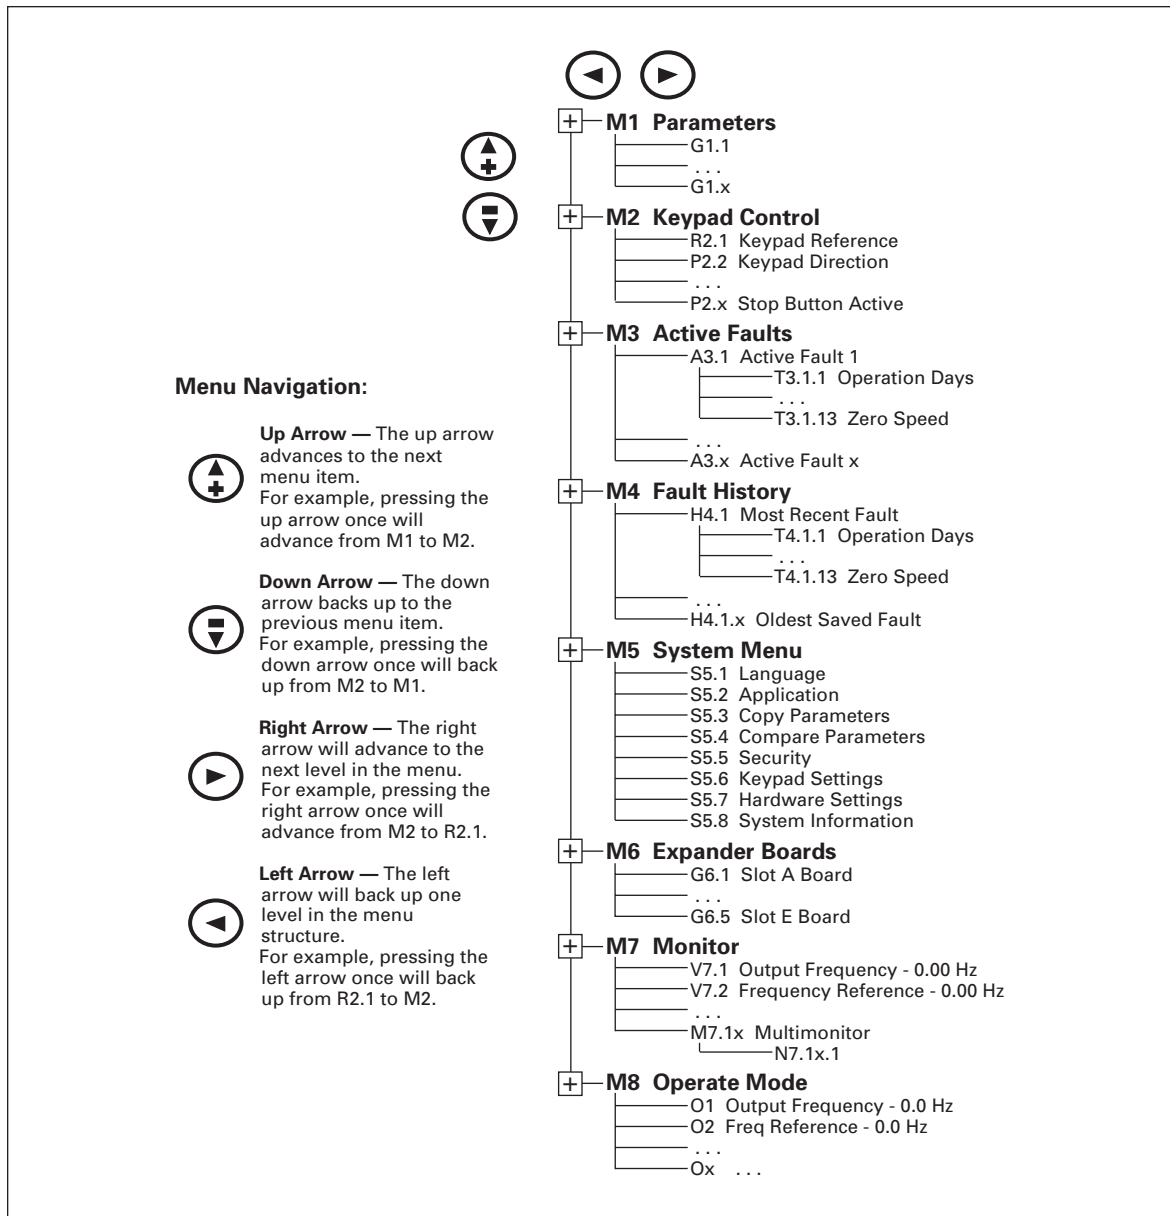 M1 Parameters
G1.1
. . .
G1.x
M2 Keypad Control
R2.1 Keypad Reference
P2.2 Keypad Direction
. . .
P2.x Stop Button Active
M3 Active Faults
A3.1 Active Fault 1
T3.1.1 Operation Days
. . .
T3.1.13 Zero Speed
. . .
A3.x Active Fault x
M4 Fault History
H4.1 Most Recent Fault
T4.1.1 Operation Days
. . .
T4.1.13 Zero Speed
. . .
H4.1.x Oldest Saved Fault
M5 System Menu
S5.1 Language
S5.2 Application
S5.3 Copy Parameters
S5.4 Compare Parameters
S5.5 Security
S5.6 Keypad Settings
S5.7 Hardware Settings
S5.8 System Information
M6 Expander Boards
G6.1 Slot A Board
. . .
G6.5 Slot E Board
M7 Monitor
V7.1 Output Frequency - 0.00 Hz
V7.2 Frequency Reference - 0.00 Hz
. . .
M7.1x Multimonitor
N7.1x.1
M8 Operate Mode
O1 Output Frequency - 0.0 Hz
O2 Freq Reference - 0.0 Hz
. . .
Ox . . .
Menu Navigation:
Up Arrow — The up arrow
advances to the next
menu item.
For example, pressing the
up arrow once will
advance from M1 to M2.
Down Arrow — The down
arrow backs up to the
previous menu item.
For example, pressing the
down arrow once will back
up from M2 to M1.
Right Arrow — The right
arrow will advance to the
next level in the menu.
For example, pressing the
right arrow once will
advance from M2 to R2.1.
Left Arrow — The left
arrow will back up one
level in the menu
structure.
For example, pressing the
left arrow once will back
up from R2.1 to M2.